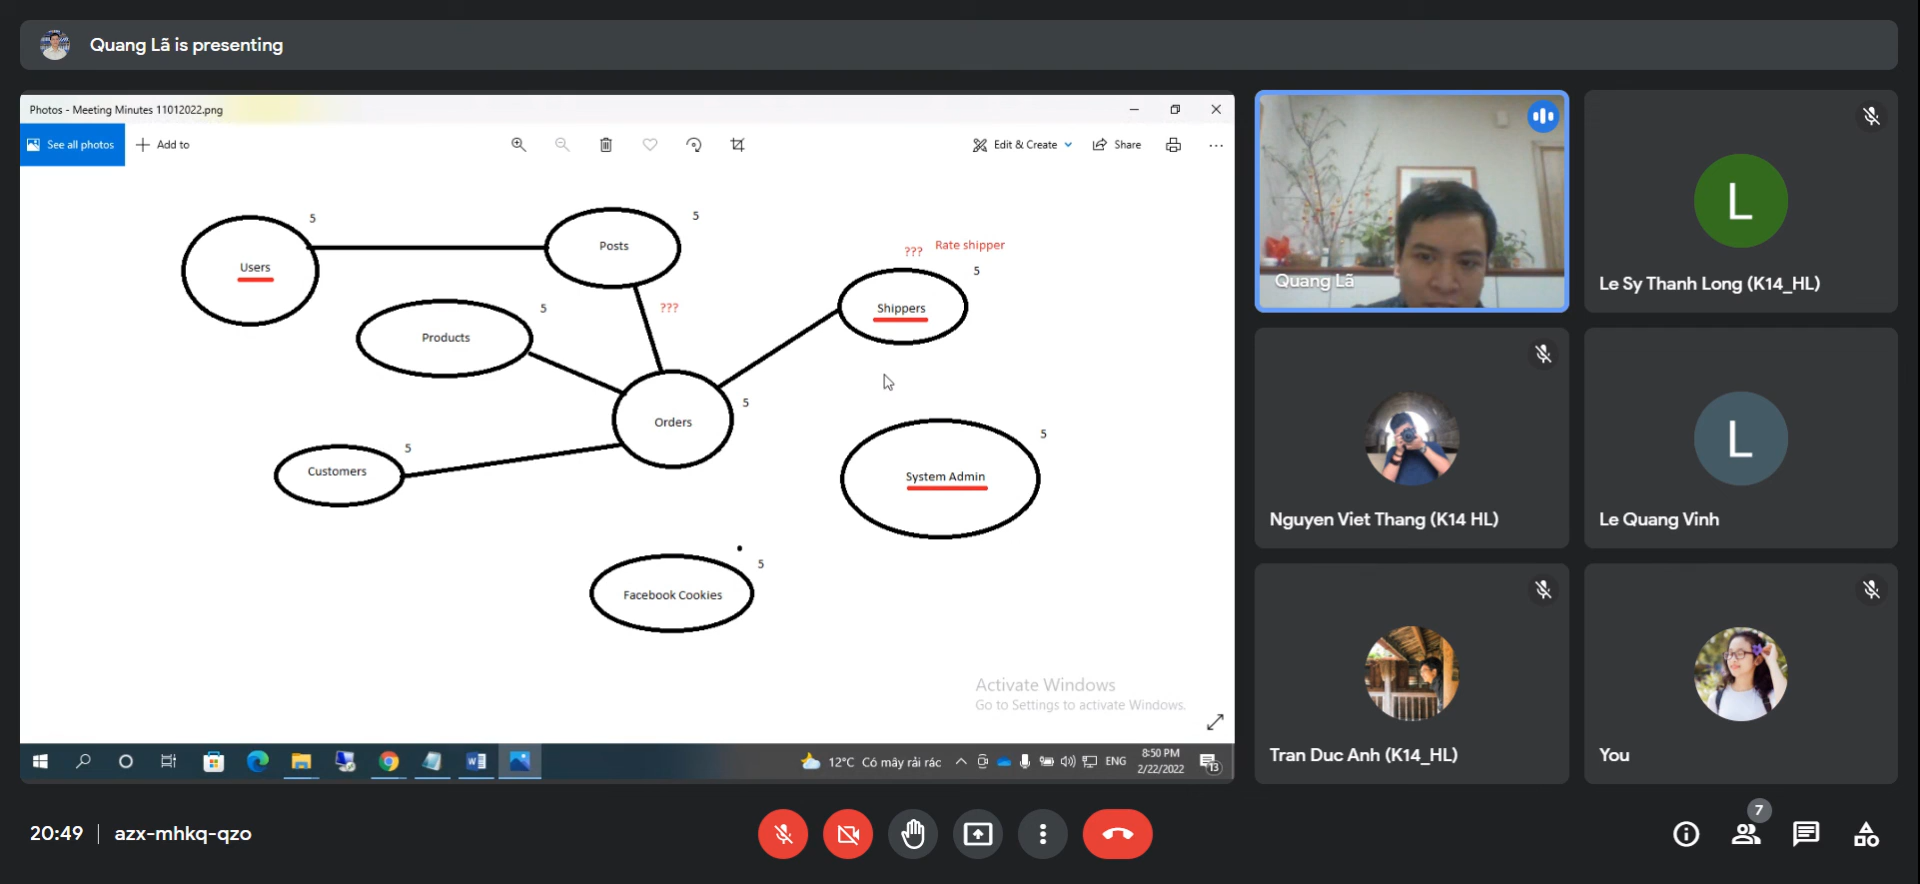 Quang Lã is presenting
Photos - Meeting Minutes 11012022.png
See all photos
Add to
Edit & Create
Share
5
5
Users
Posts
??? Rate shipper
5
Shippers
5
Products
???
5
Orders
5
Customers
5
System Admin
5
Facebook Cookies
Activate Windows
Go to Settings to activate Windows.
12°C Có mây rải rác
ENG
8:50 PM
2/22/2022
13
Quang Lã
L
Le Sy Thanh Long (K14_HL)
Nguyen Viet Thang (K14 HL)
L
Le Quang Vinh
Tran Duc Anh (K14_HL)
You
20:49 | azx-mhkq-qzo
7